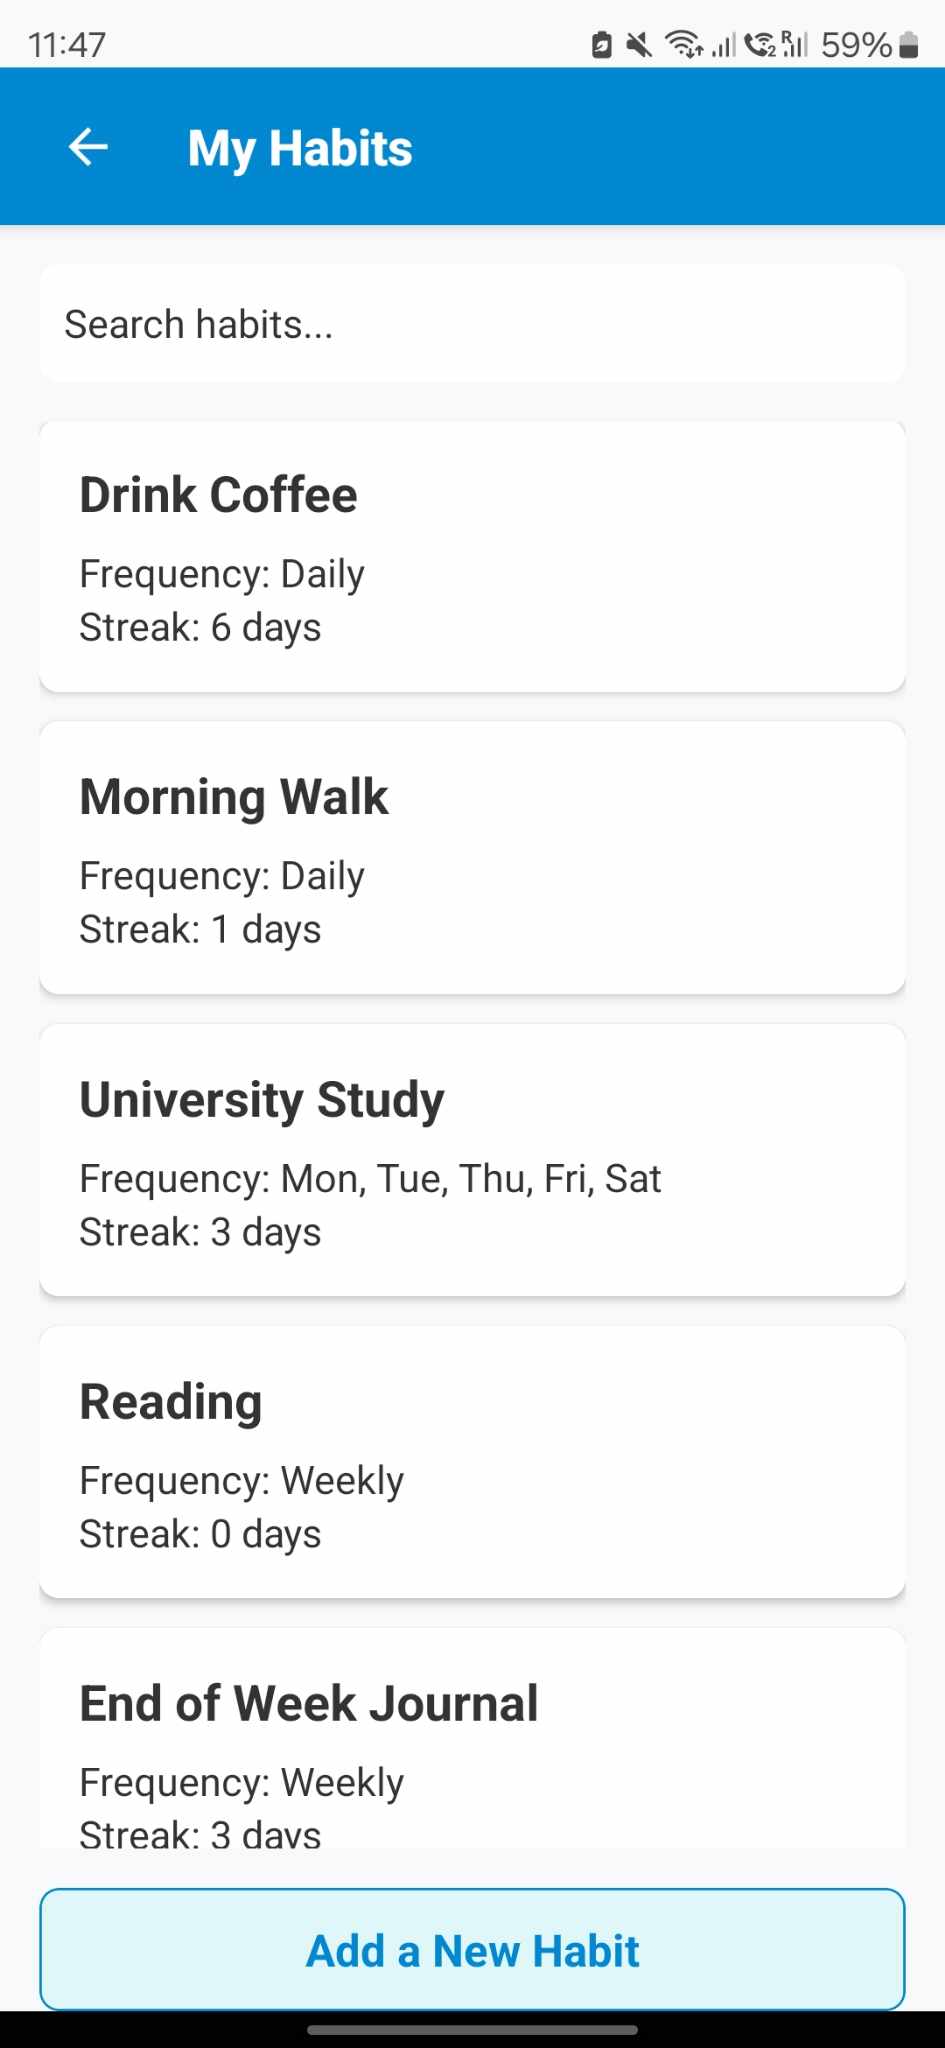 11:47
59%
My Habits
Search habits...
Drink Coffee
Frequency: Daily
Streak: 6 days
Morning Walk
Frequency: Daily
Streak: 1 days
University Study
Frequency: Mon, Tue, Thu, Fri, Sat
Streak: 3 days
Reading
Frequency: Weekly
Streak: 0 days
End of Week Journal
Frequency: Weekly
Streak: 3 days
Add a New Habit